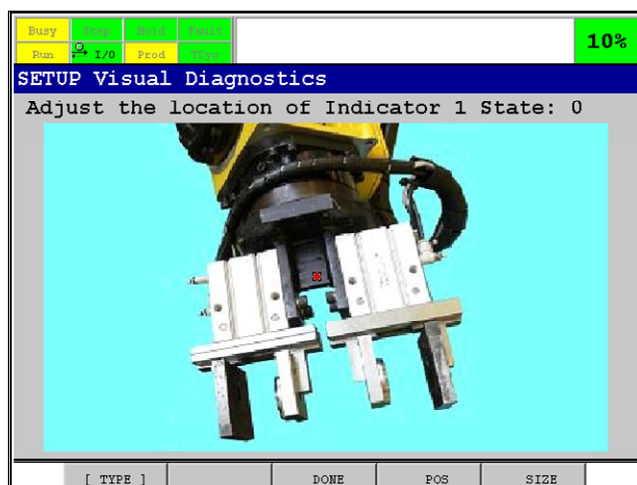 Busy Step Hold Fault
Run I/O Prod TCyc
10%
SETUP Visual Diagnostics
Adjust the location of Indicator 1 State: 0
[ TYPE ] DONE POS SIZE